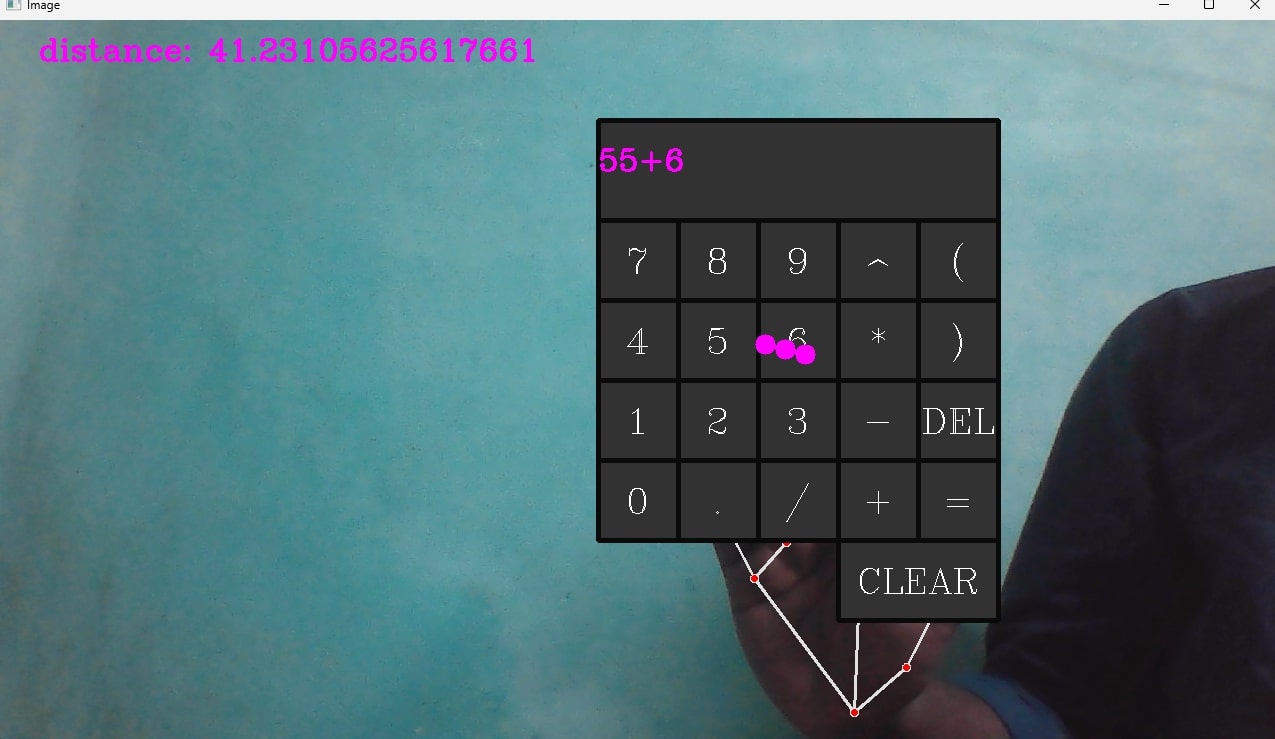 Image
distance: 41.23105625617661
55+6
7 8 9 ^ (
4 5 6 * )
1 2 3 - DEL
0 . / + =
CLEAR